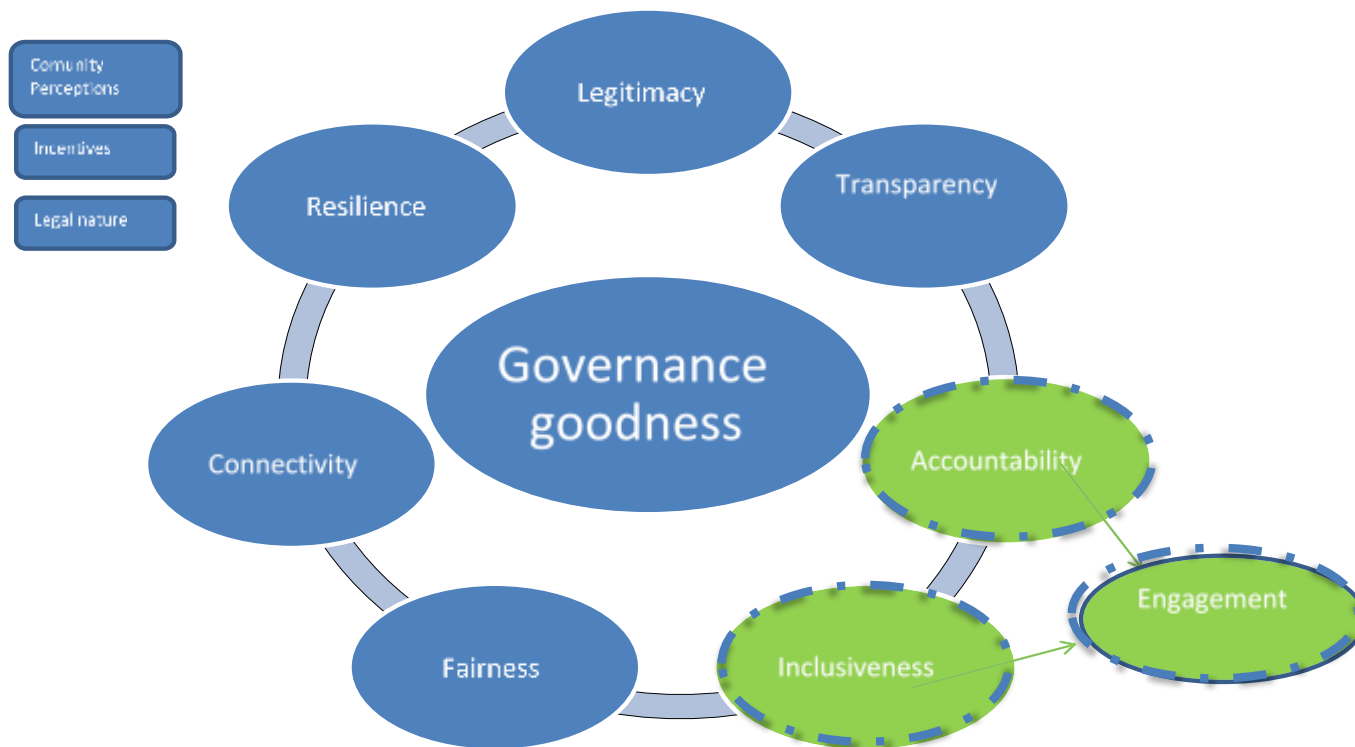 Comunity
Perceptions
Incentives
Legal nature
Legitimacy
Transparency
Resilience
Governance
goodness
Connectivity
Accountability
Engagement
Fairness
Inclusiveness